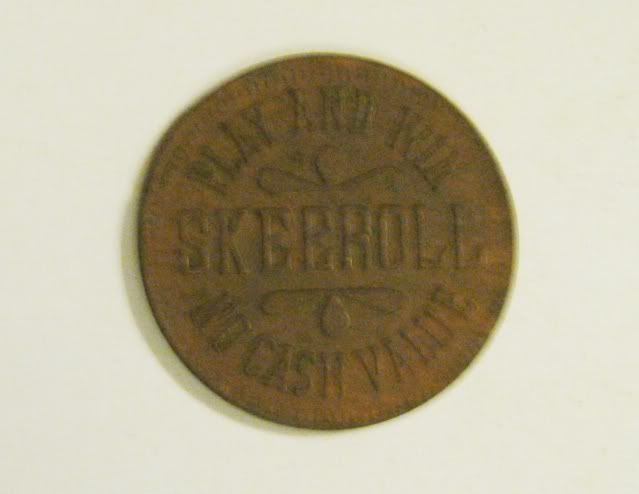 PLAY AND WIN
SKEEROLL
NO CASH VALUE